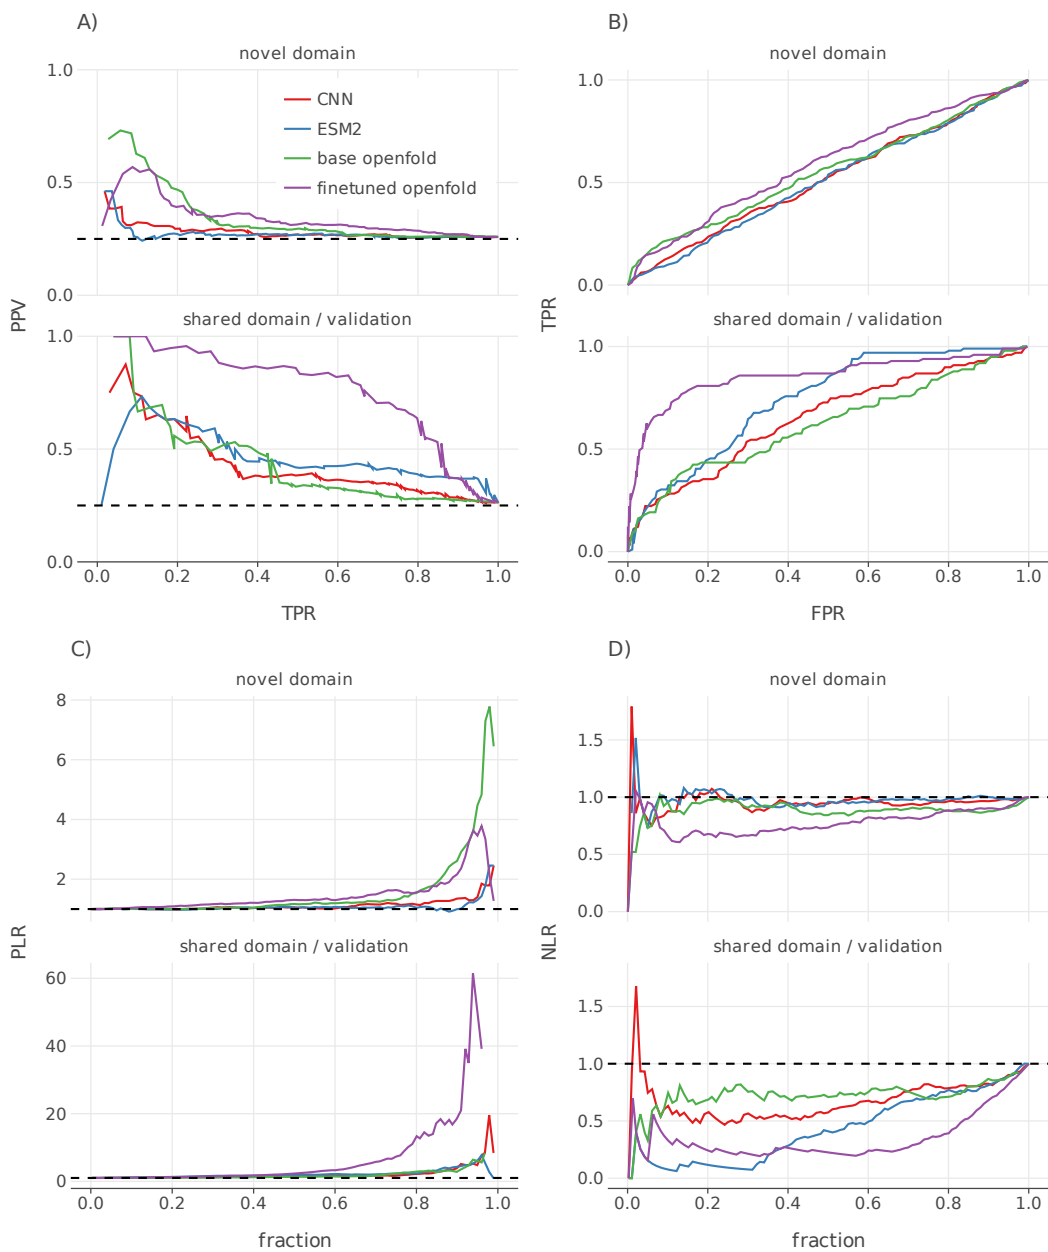 A)
novel domain
1.0
0.5
0.0
CNN
ESM2
base openfold
finetuned openfold
PPV
shared domain / validation
1.0
0.5
0.0
0.0
0.2
0.4
0.6
0.8
1.0
TPR
B)
novel domain
1.0
0.5
0.0
TPR
shared domain / validation
1.0
0.5
0.0
0.0
0.2
0.4
0.6
0.8
1.0
FPR
C)
novel domain
8
6
4
2
PLR
shared domain / validation
60
40
20
0
0.0
0.2
0.4
0.6
0.8
1.0
fraction
D)
novel domain
1.5
1.0
0.5
0.0
NLR
shared domain / validation
1.5
1.0
0.5
0.0
0.0
0.2
0.4
0.6
0.8
1.0
fraction